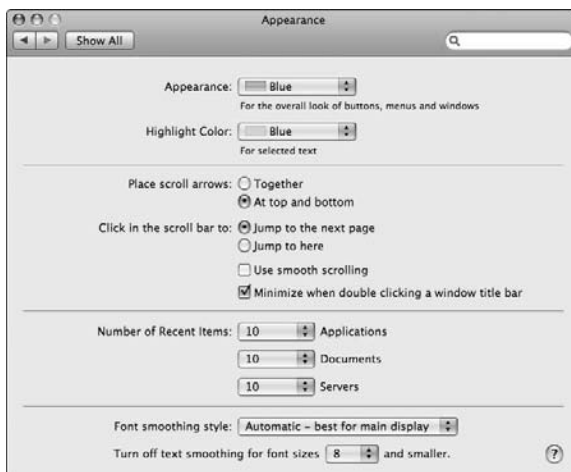 Appearance
Show All
Appearance: Blue
For the overall look of buttons, menus and windows
Highlight Color: Blue
For selected text
Place scroll arrows: Together
At top and bottom
Click in the scroll bar to: Jump to the next page
Jump to here
Use smooth scrolling
Minimize when double clicking a window title bar
Number of Recent Items: 10 Applications
10 Documents
10 Servers
Font smoothing style: Automatic – best for main display
Turn off text smoothing for font sizes 8 and smaller. ?